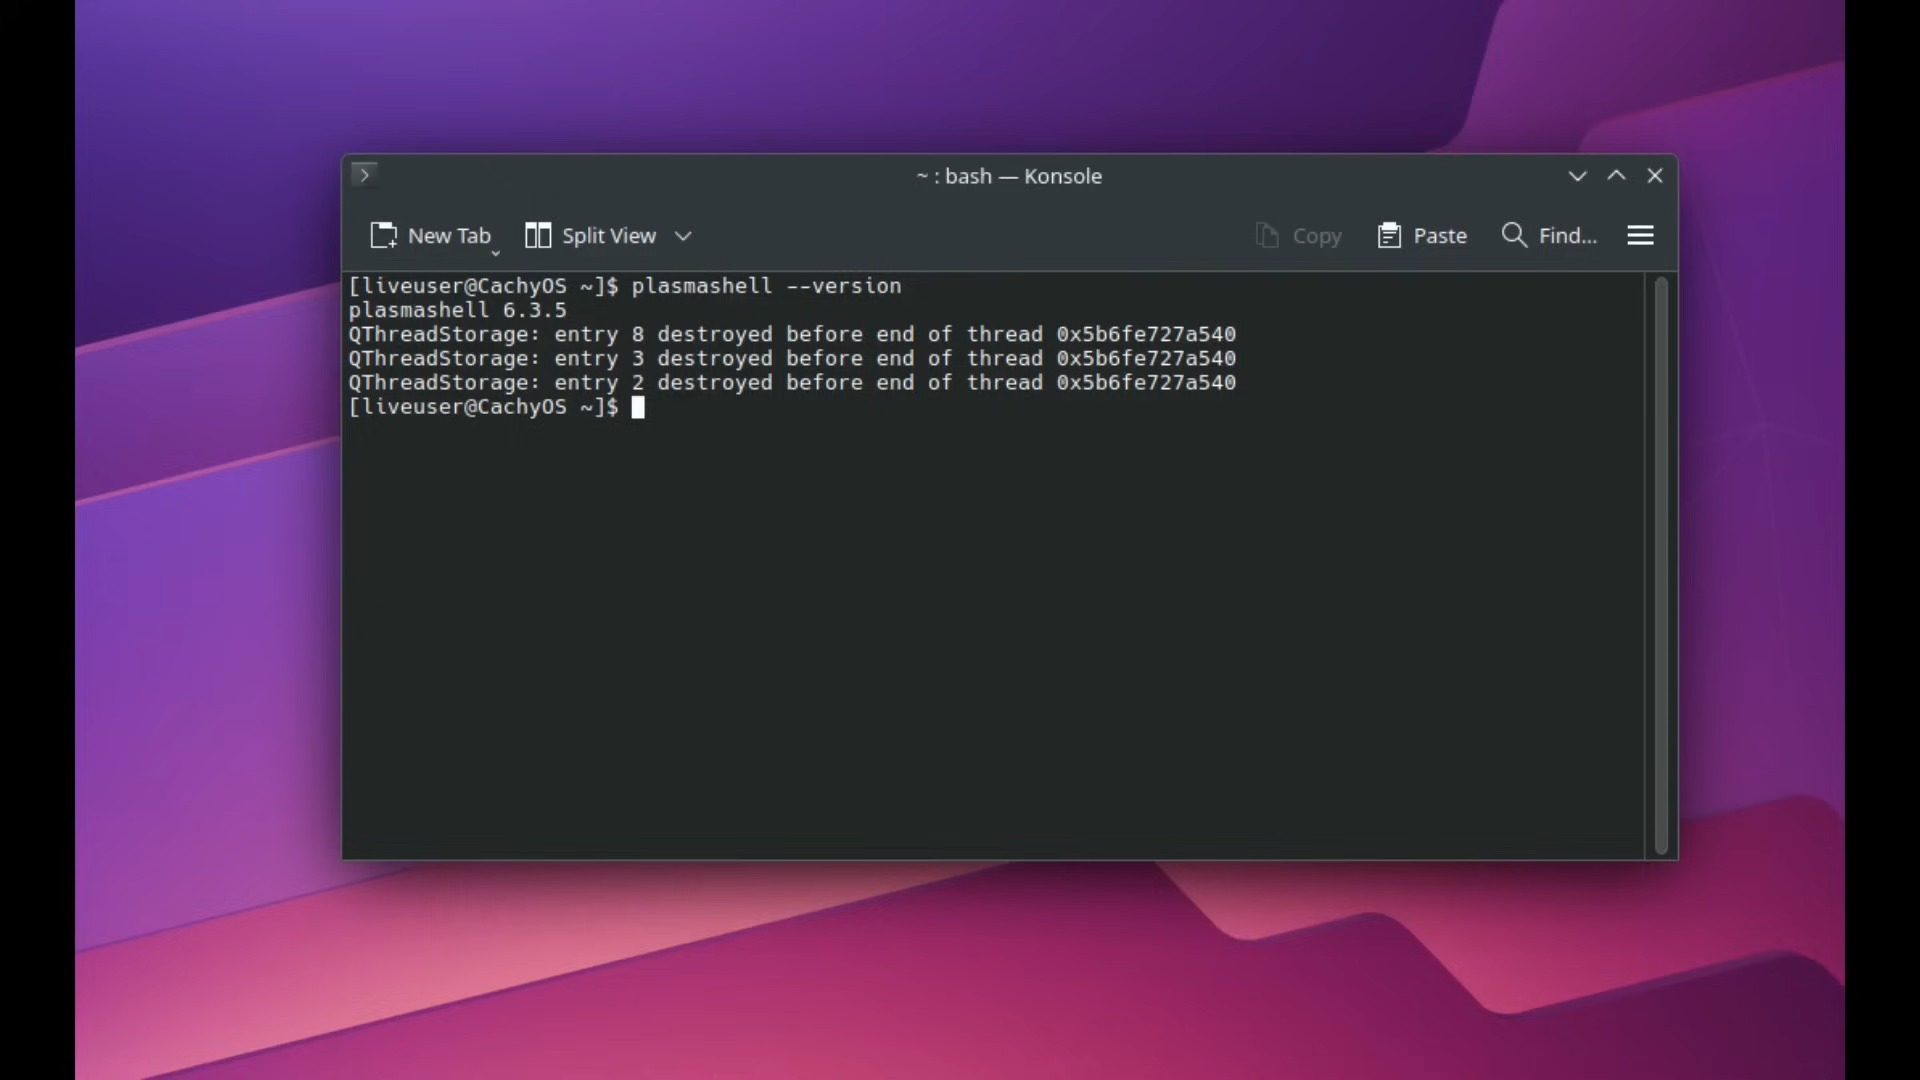 ~ : bash — Konsole
New Tab Split View Copy Paste Find...
[liveuser@CachyOS ~]$ plasmashell --version
plasmashell 6.3.5
QThreadStorage: entry 8 destroyed before end of thread 0x5b6fe727a540
QThreadStorage: entry 3 destroyed before end of thread 0x5b6fe727a540
QThreadStorage: entry 2 destroyed before end of thread 0x5b6fe727a540
[liveuser@CachyOS ~]$